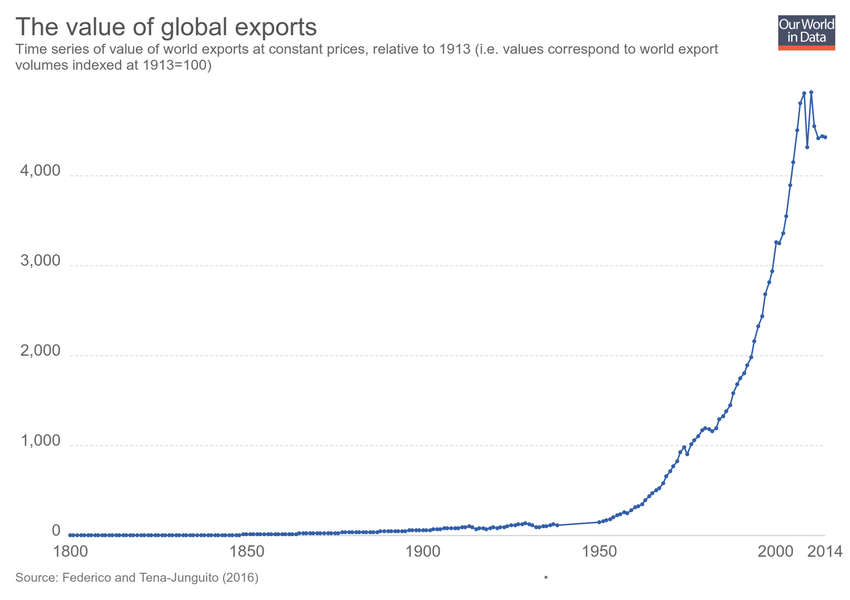 The value of global exports
Our World
in Data
Time series of value of world exports at constant prices, relative to 1913 (i.e. values correspond to world export
volumes indexed at 1913=100)
4,000
3,000
2,000
1,000
0
1800 1850 1900 1950 2000 2014
Source: Federico and Tena-Junguito (2016)